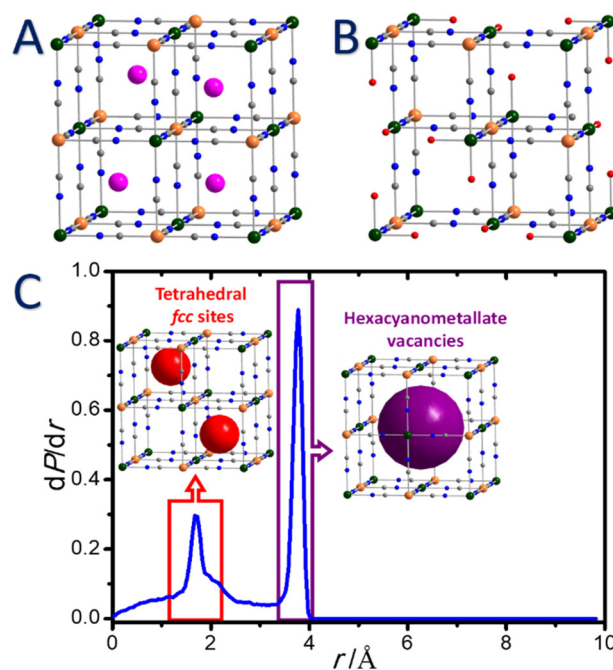 A
B
C
Tetrahedral
fcc sites
Hexacyanometallate
vacancies
dP/dr
1.0
0.8
0.6
0.4
0.2
0.0
0
2
4
6
8
10
r /Å